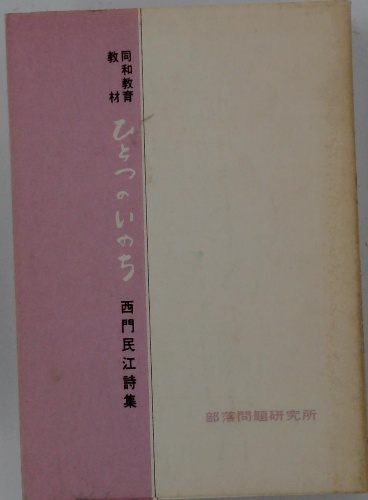 同和教育
教材
ひとつのいのち
西門民江詩集
部落問題研究所